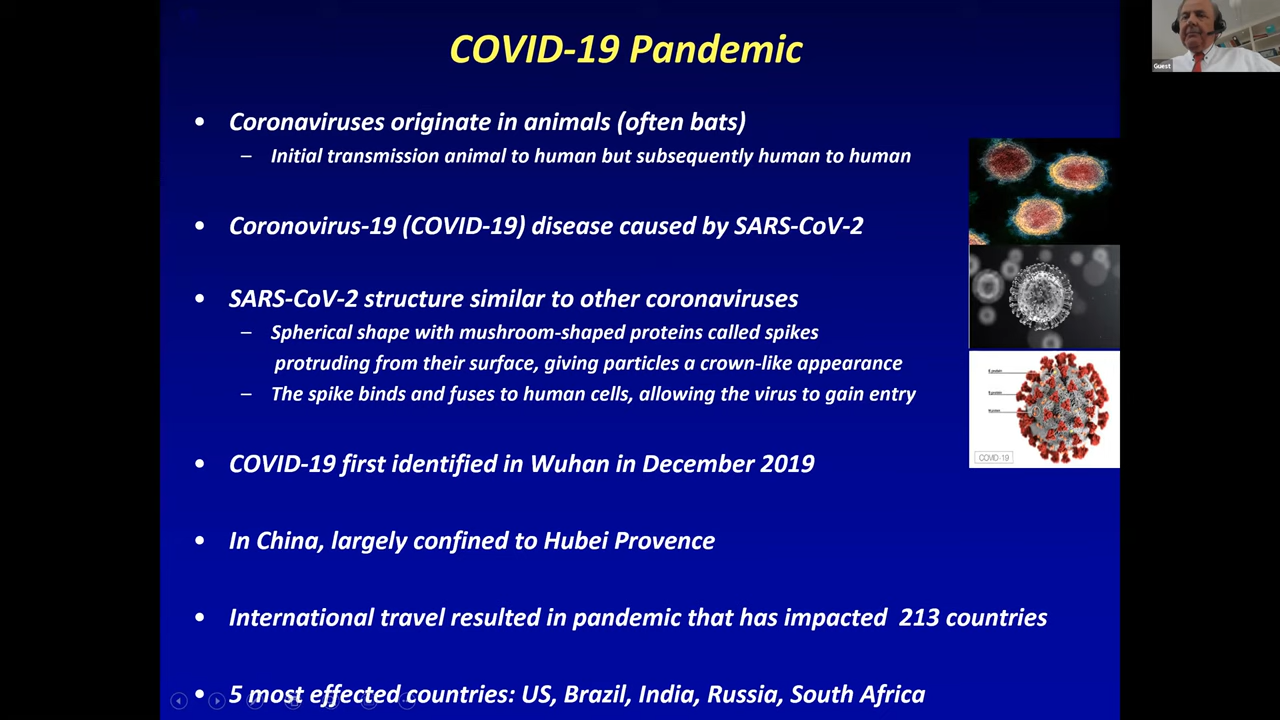 COVID-19 Pandemic
Guest
• Coronaviruses originate in animals (often bats)
– Initial transmission animal to human but subsequently human to human
• Coronovirus-19 (COVID-19) disease caused by SARS-CoV-2
• SARS-CoV-2 structure similar to other coronaviruses
– Spherical shape with mushroom-shaped proteins called spikes
protruding from their surface, giving particles a crown-like appearance
– The spike binds and fuses to human cells, allowing the virus to gain entry
COVID-19
• COVID-19 first identified in Wuhan in December 2019
• In China, largely confined to Hubei Provence
• International travel resulted in pandemic that has impacted 213 countries
• 5 most effected countries: US, Brazil, India, Russia, South Africa